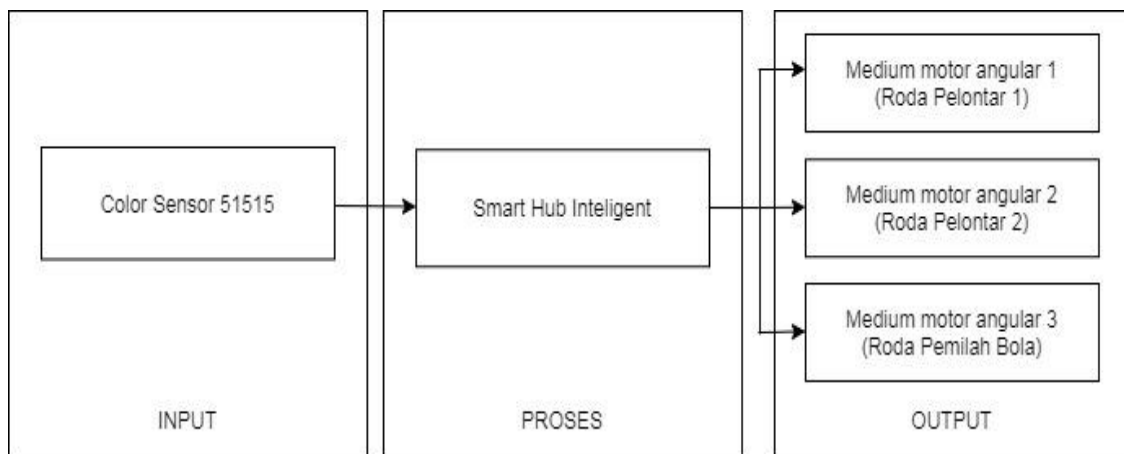 Color Sensor 51515
INPUT
Smart Hub Inteligent
PROSES
Medium motor angular 1
(Roda Pelontar 1)
Medium motor angular 2
(Roda Pelontar 2)
Medium motor angular 3
(Roda Pemilah Bola)
OUTPUT